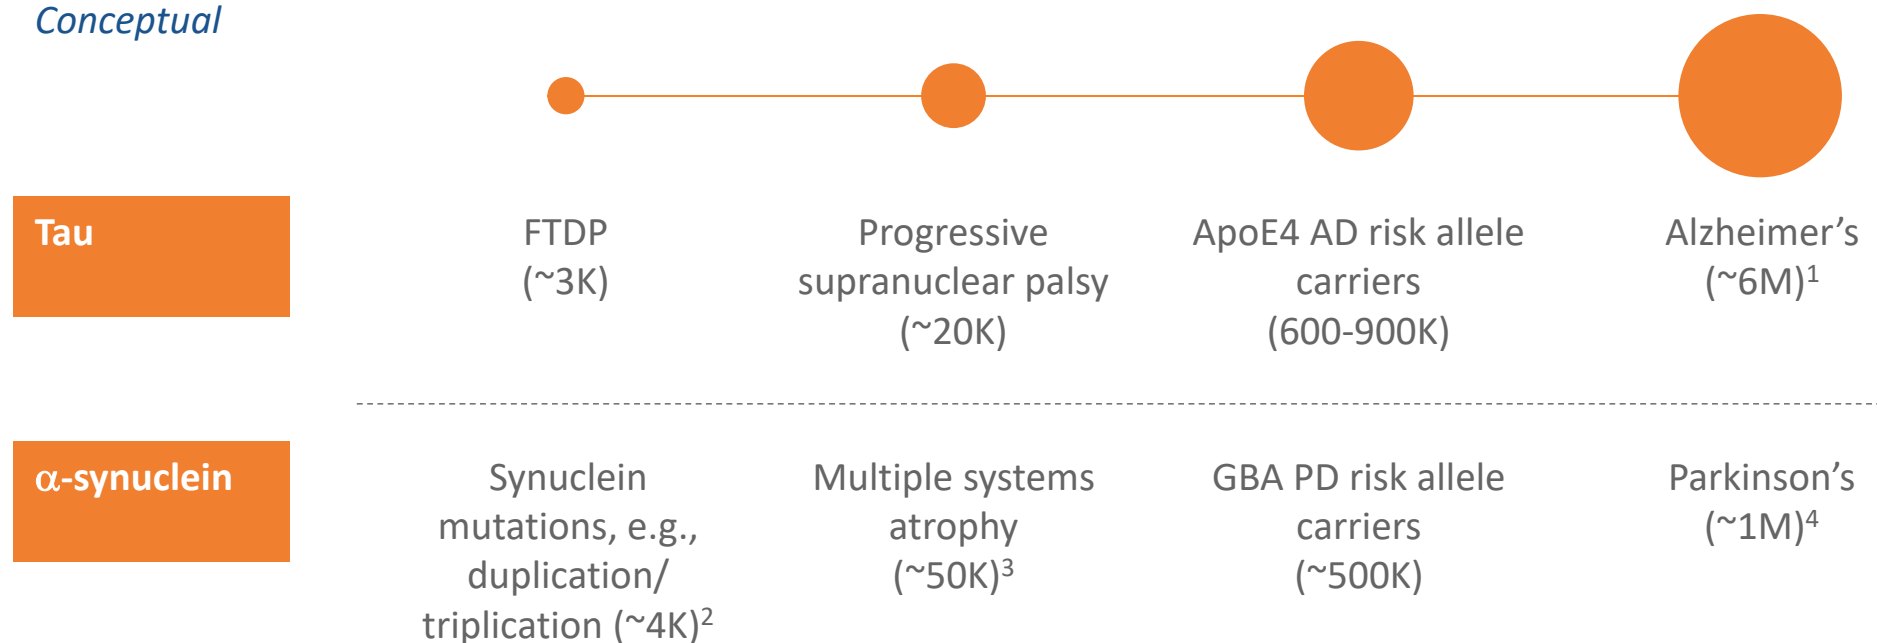 Conceptual
Tau
FTDP
(~3K)
Progressive
supranuclear palsy
(~20K)
ApoE4 AD risk allele
carriers
(600-900K)
Alzheimer’s
(~6M)¹
α-synuclein
Synuclein
mutations, e.g.,
duplication/
triplication (~4K)²
Multiple systems
atrophy
(~50K)³
GBA PD risk allele
carriers
(~500K)
Parkinson’s
(~1M)⁴